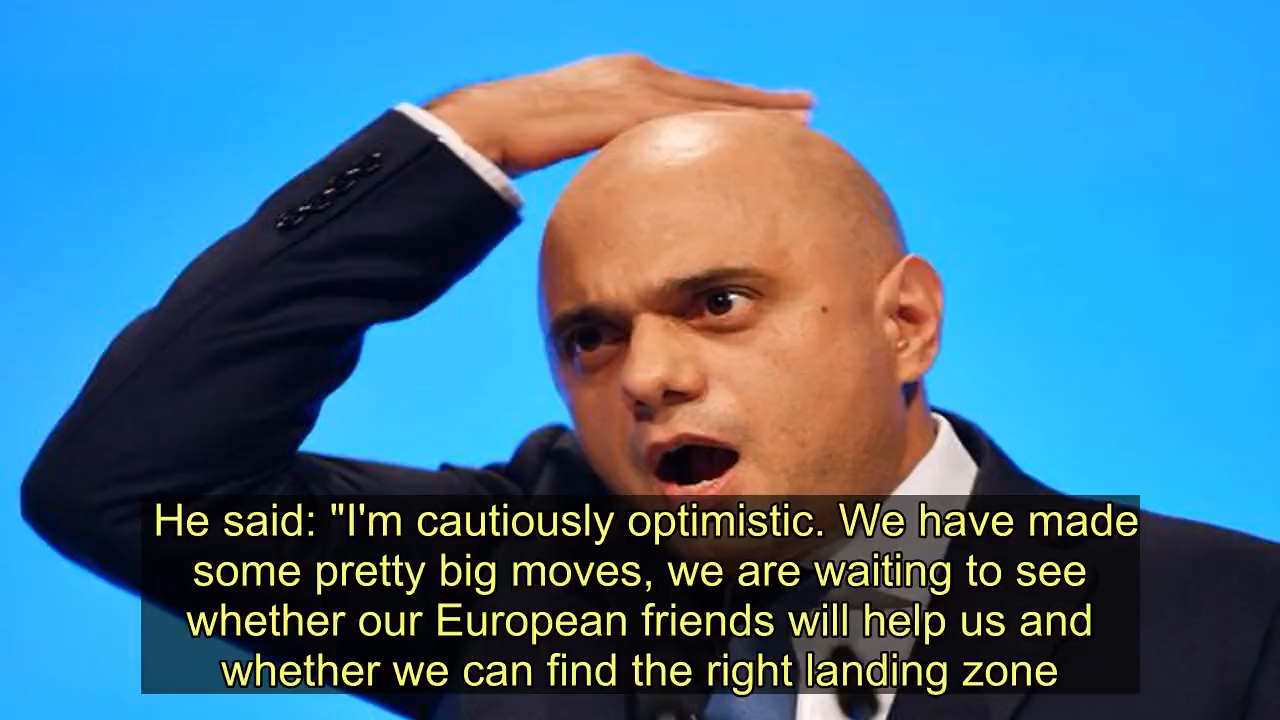 He said: "I'm cautiously optimistic. We have made
some pretty big moves, we are waiting to see
whether our European friends will help us and
whether we can find the right landing zone